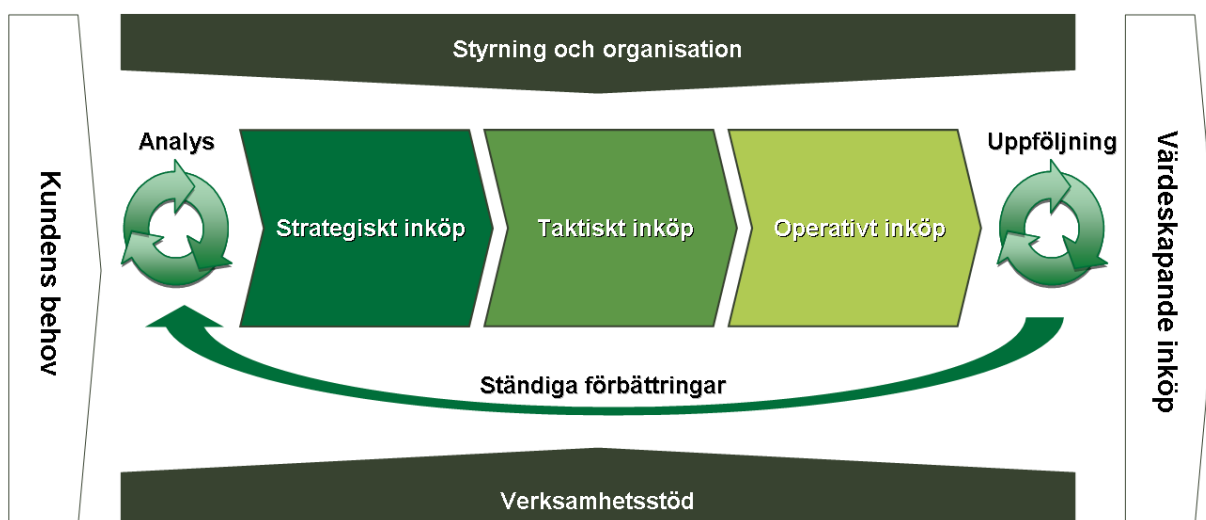 Styrning och organisation
Kundens behov
Analys
Strategiskt inköp
Taktiskt inköp
Operativt inköp
Uppföljning
Värdeskapande inköp
Ständiga förbättringar
Verksamhetsstöd